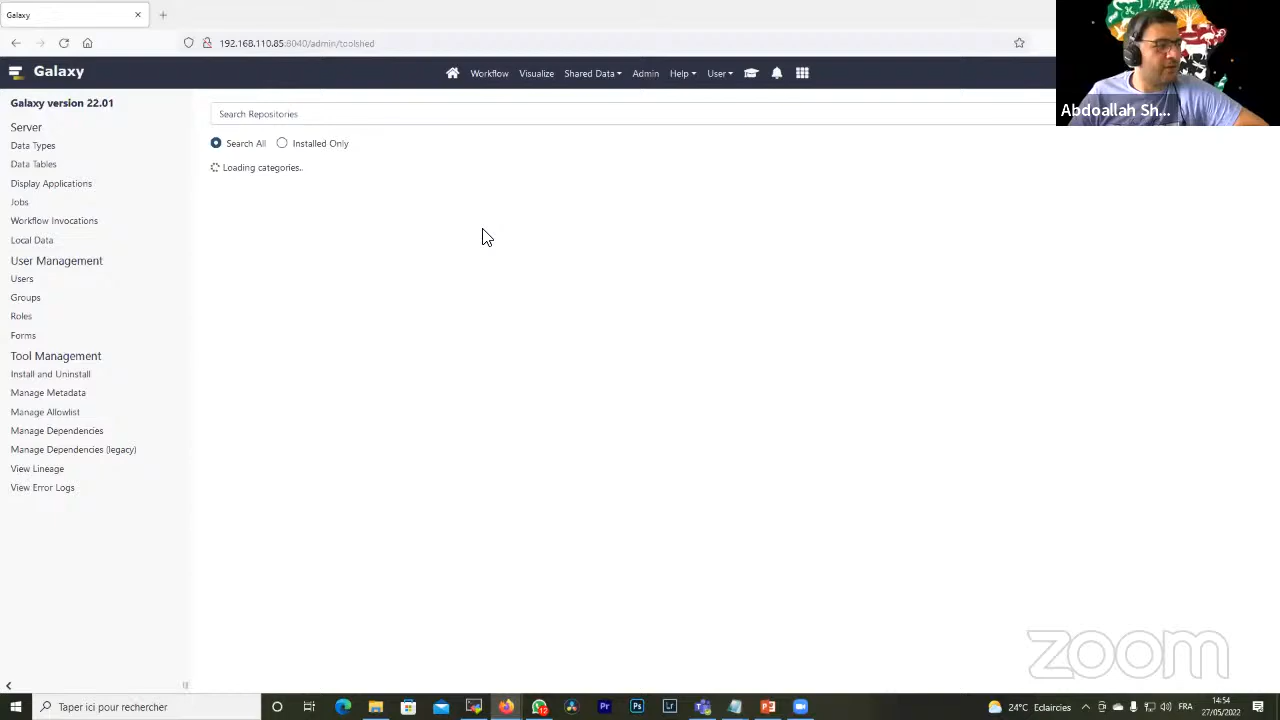 Galaxy
192.168.110.85:8040/admin/toolshed
Galaxy
Workflow Visualize Shared Data Admin Help User
Abdoallah Sh...
Galaxy version 22.01
Server
Data Types
Data Tables
Display Applications
Jobs
Workflow Invocations
Local Data
User Management
Users
Groups
Roles
Forms
Tool Management
Install and Uninstall
Manage Metadata
Manage Allowlist
Manage Dependencies
Manage Dependencies (legacy)
View Lineage
View Error Logs
Search Repositories
Search All Installed Only
Loading categories..
zoom
Taper ici pour rechercher
12
Pr
Ps
Lr
24°C Eclaircies
FRA
14:54
27/05/2022